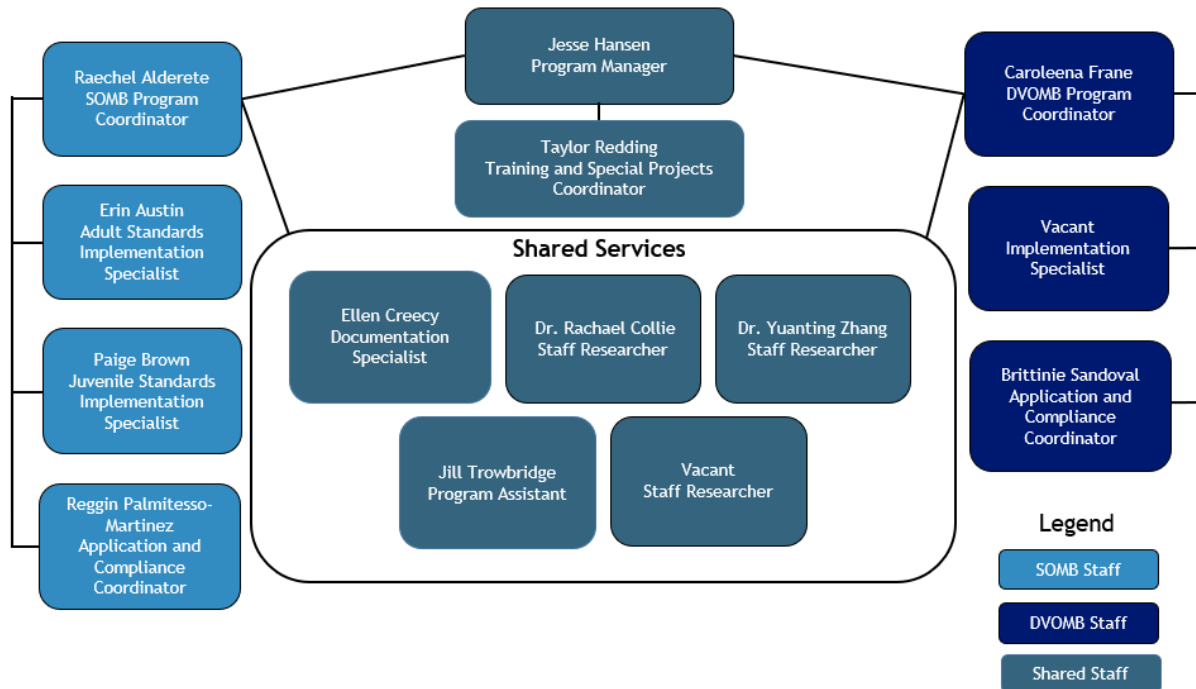 Jesse Hansen
Program Manager
Raechel Alderete
SOMB Program
Coordinator
Caroleena Frane
DVOMB Program
Coordinator
Taylor Redding
Training and Special Projects
Coordinator
Erin Austin
Adult Standards
Implementation
Specialist
Vacant
Implementation
Specialist
Shared Services
Ellen Creecy
Documentation
Specialist
Dr. Rachael Collie
Staff Researcher
Dr. Yuanting Zhang
Staff Researcher
Paige Brown
Juvenile Standards
Implementation
Specialist
Brittinie Sandoval
Application and
Compliance
Coordinator
Jill Trowbridge
Program Assistant
Vacant
Staff Researcher
Reggin Palmitesso-
Martinez
Application and
Compliance
Coordinator
Legend
SOMB Staff
DVOMB Staff
Shared Staff